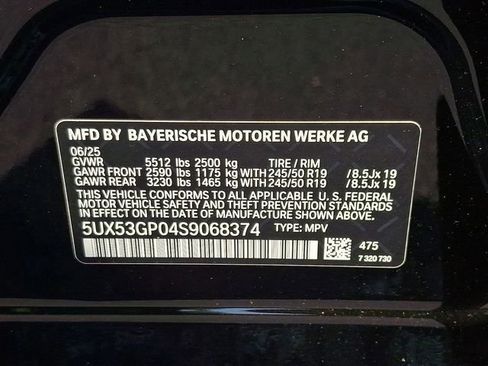 MFD BY BAYERISCHE MOTOREN WERKE AG
06/25
GVWR 5512 lbs 2500 kg TIRE / RIM
GAWR FRONT 2590 lbs 1175 kg WITH 245/50 R19 /8.5Jx 19
GAWR REAR 3230 lbs 1465 kg WITH 245/50 R19 /8.5Jx 19
THIS VEHICLE CONFORMS TO ALL APPLICABLE U.S. FEDERAL
MOTOR VEHICLE SAFETY AND THEFT PREVENTION STANDARDS
IN EFFECT ON THE DATE OF MANUFACTURE SHOWN ABOVE.
5UX53GP04S9068374 TYPE: MPV
475
7 320 730